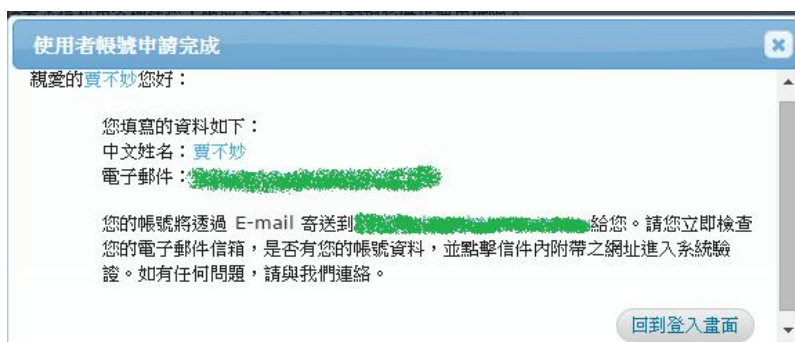 使用者帳號申請完成
親愛的賈不妙您好：
您填寫的資料如下：
中文姓名：賈不妙
電子郵件：
您的帳號將透過 E-mail 寄送到給您。請您立即檢查
您的電子郵件信箱，是否有您的帳號資料，並點擊信件內附帶之網址進入系統驗
證。如有任何問題，請與我們連絡。
回到登入畫面